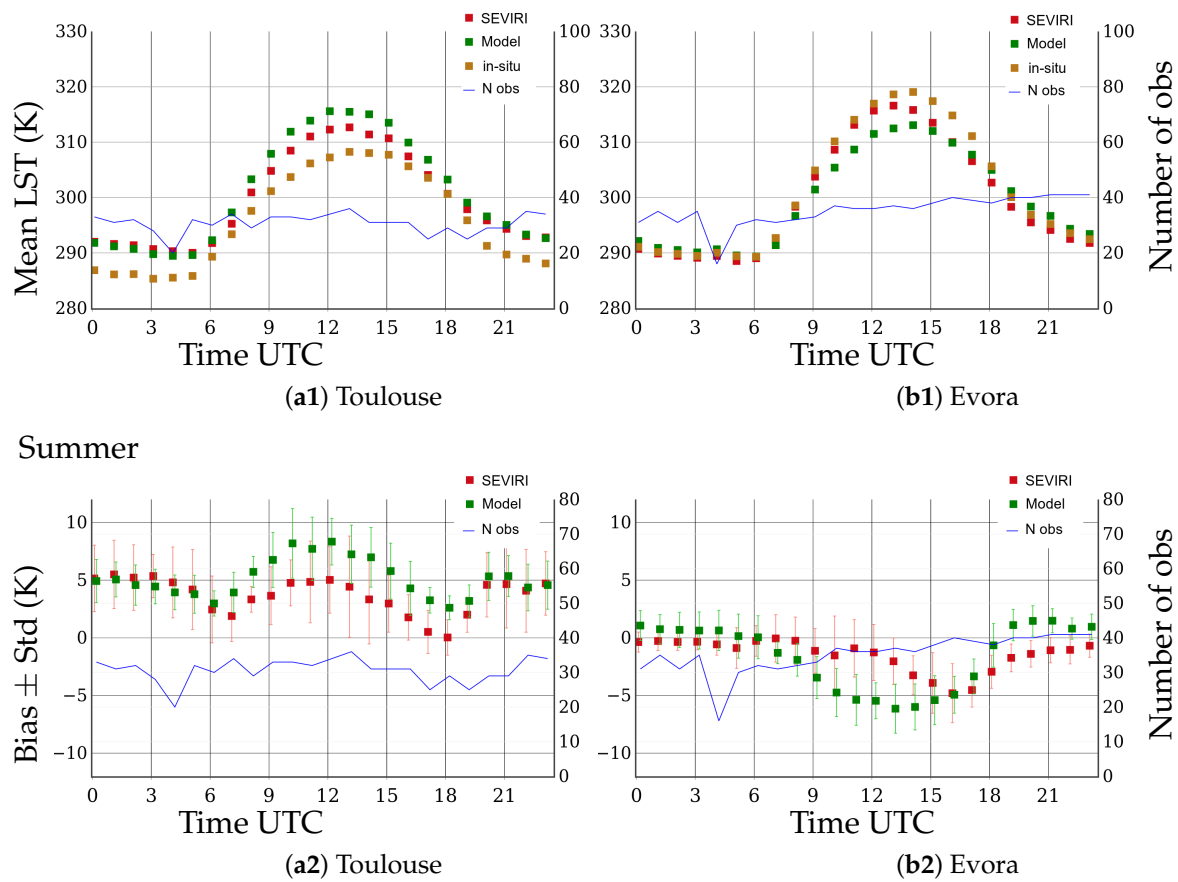 SEVIRI
Model
in-situ
N obs
330
320
310
300
290
280
100
80
60
40
20
0
Mean LST (K)
0 3 6 9 12 15 18 21
Time UTC
(a1) Toulouse
SEVIRI
Model
in-situ
N obs
330
320
310
300
290
280
100
80
60
40
20
0
Number of obs
0 3 6 9 12 15 18 21
Time UTC
(b1) Evora
Summer
SEVIRI
Model
N obs
10
5
0
−5
−10
80
70
60
50
40
30
20
10
0
Bias ± Std (K)
0 3 6 9 12 15 18 21
Time UTC
(a2) Toulouse
SEVIRI
Model
N obs
10
5
0
−5
−10
80
70
60
50
40
30
20
10
0
Number of obs
0 3 6 9 12 15 18 21
Time UTC
(b2) Evora